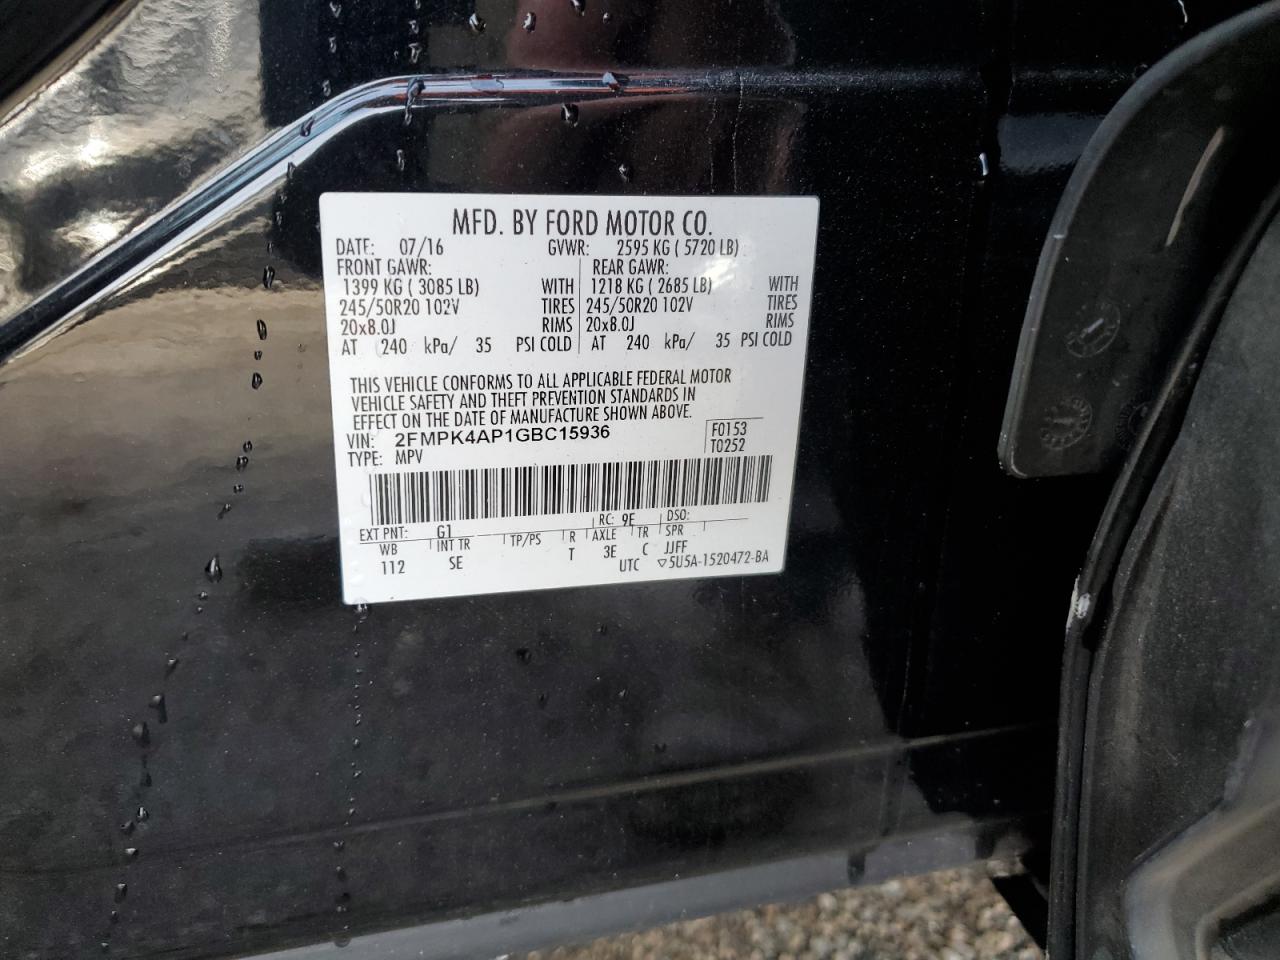 MFD. BY FORD MOTOR CO.
DATE: 07/16 GVWR: 2595 KG ( 5720 LB)
FRONT GAWR: REAR GAWR:
1399 KG ( 3085 LB) WITH 1218 KG ( 2685 LB) WITH
245/50R20 102V TIRES 245/50R20 102V TIRES
20x8.0J RIMS 20x8.0J RIMS
AT 240 kPa/ 35 PSI COLD AT 240 kPa/ 35 PSI COLD
THIS VEHICLE CONFORMS TO ALL APPLICABLE FEDERAL MOTOR
VEHICLE SAFETY AND THEFT PREVENTION STANDARDS IN
EFFECT ON THE DATE OF MANUFACTURE SHOWN ABOVE.
VIN: 2FMPK4AP1GBC15936 F0153
TYPE: MPV T0252
EXT PNT: G1 RC: 9E DSO:
WB INT TR TP/PS R AXLE TR SPR
112 SE T 3E C JJFF
UTC ▽5U5A-1520472-BA